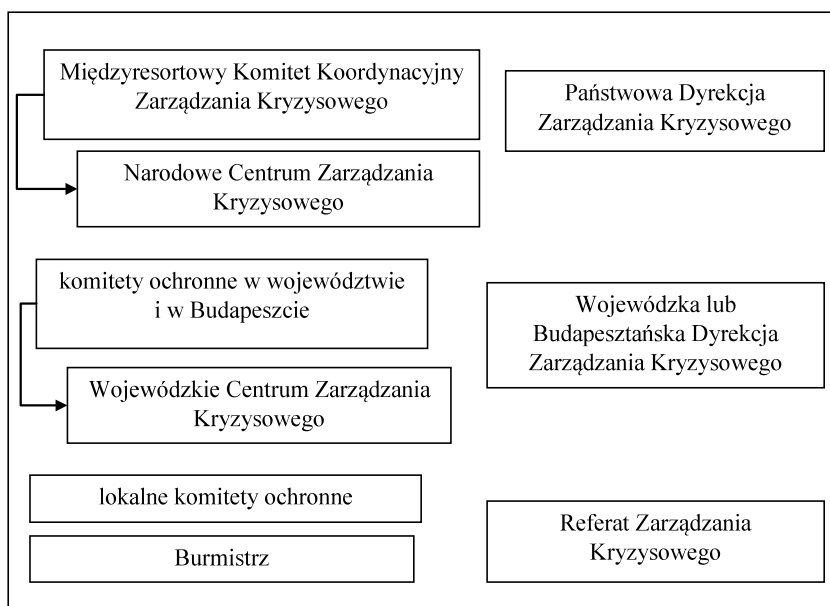 Międzyresortowy Komitet Koordynacyjny
Zarządzania Kryzysowego
Państwowa Dyrekcja
Zarządzania Kryzysowego
Narodowe Centrum Zarządzania
Kryzysowego
komitety ochronne w województwie
i w Budapeszcie
Wojewódzka lub
Budapesztańska Dyrekcja
Zarządzania Kryzysowego
Wojewódzkie Centrum Zarządzania
Kryzysowego
lokalne komitety ochronne
Referat Zarządzania
Kryzysowego
Burmistrz